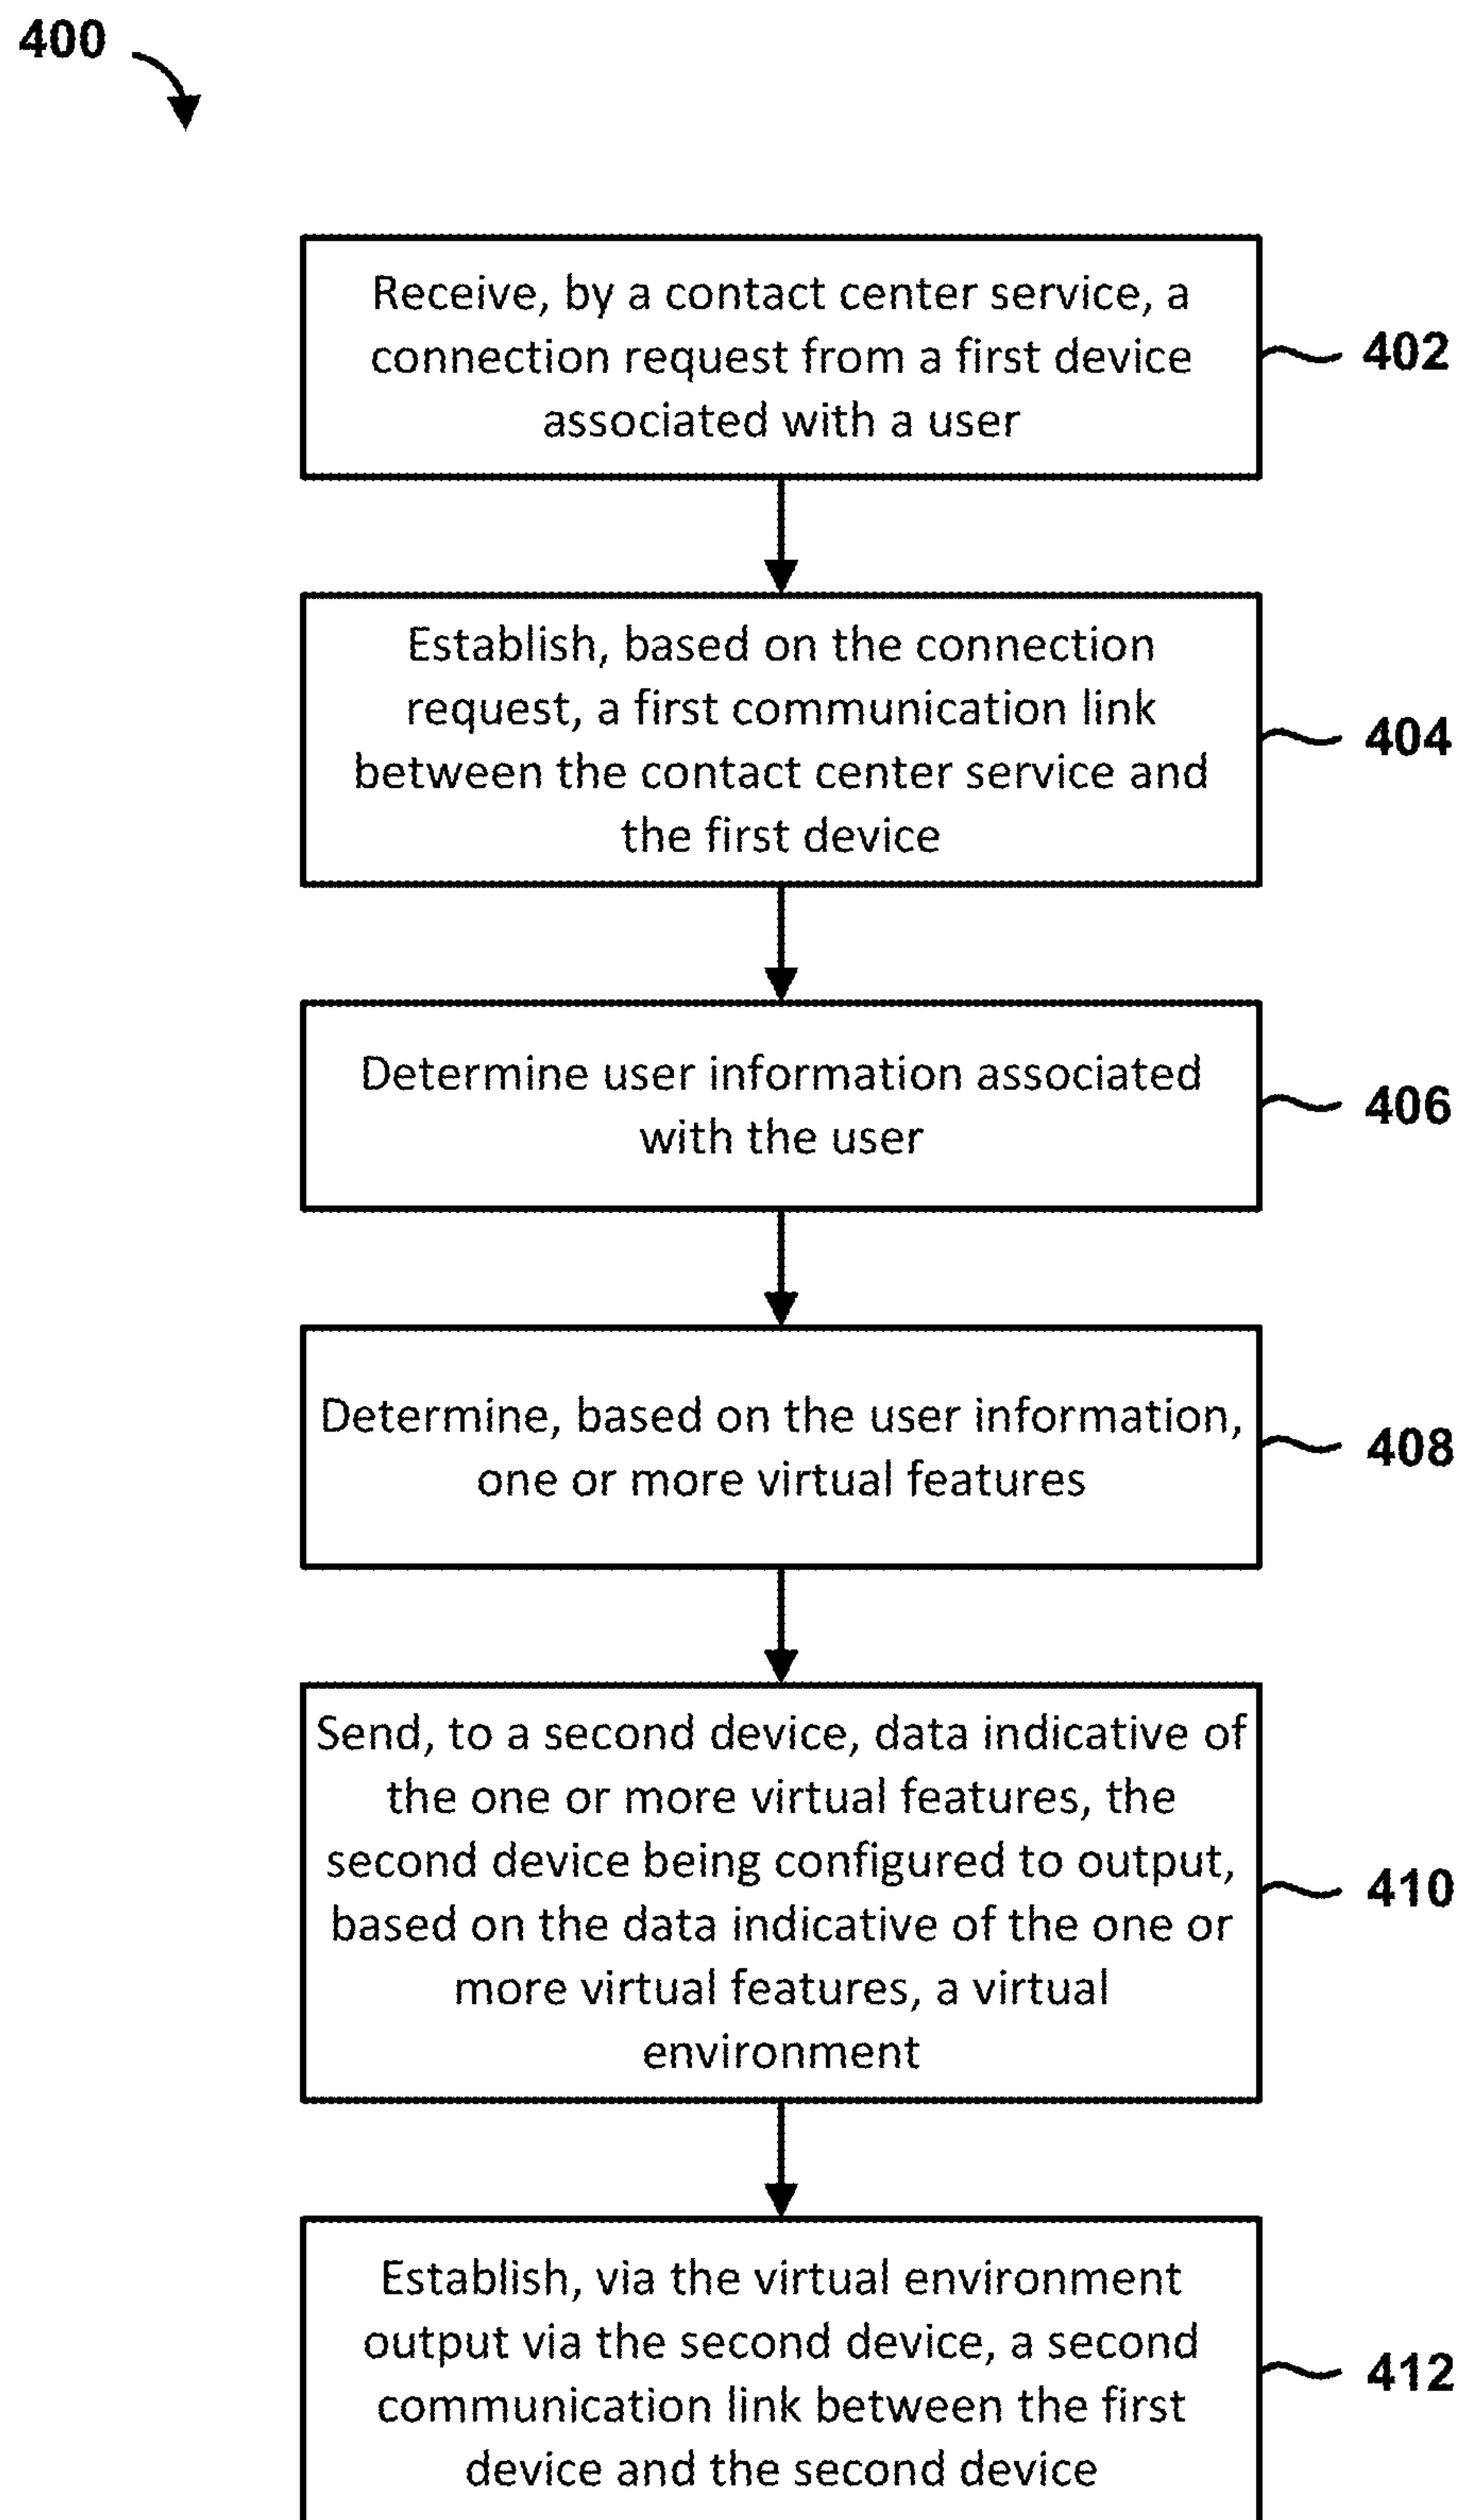 400
Receive, by a contact center service, a
connection request from a first device
associated with a user
402
Establish, based on the connection
request, a first communication link
between the contact center service and
the first device
404
Determine user information associated
with the user
406
Determine, based on the user information,
one or more virtual features
408
Send, to a second device, data indicative of
the one or more virtual features, the
second device being configured to output,
based on the data indicative of the one or
more virtual features, a virtual
environment
410
Establish, via the virtual environment
output via the second device, a second
communication link between the first
device and the second device
412